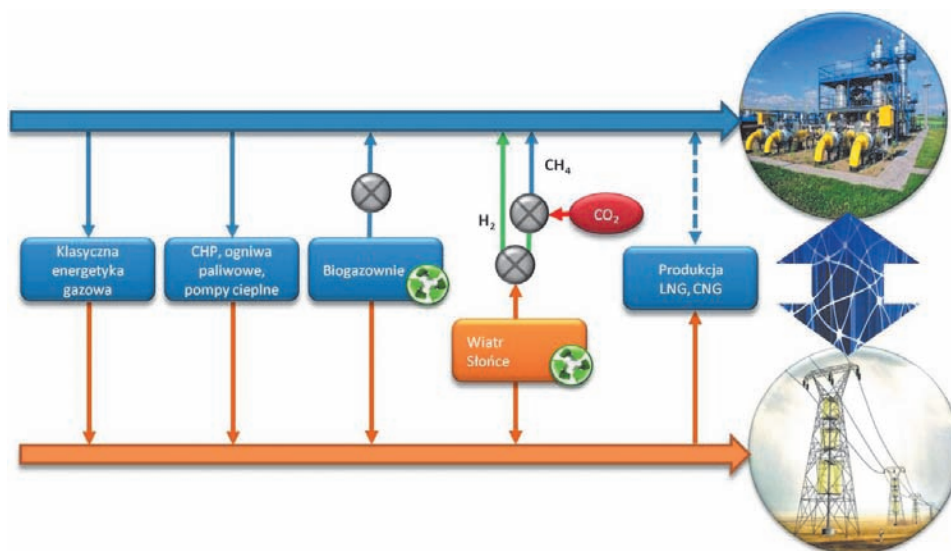 CH₄
H₂
CO₂
Klasyczna
energetyka
gazowa
CHP, ogniwa
paliwowe,
pompy cieplne
Biogazownie
Produkcja
LNG, CNG
Wiatr
Słońce